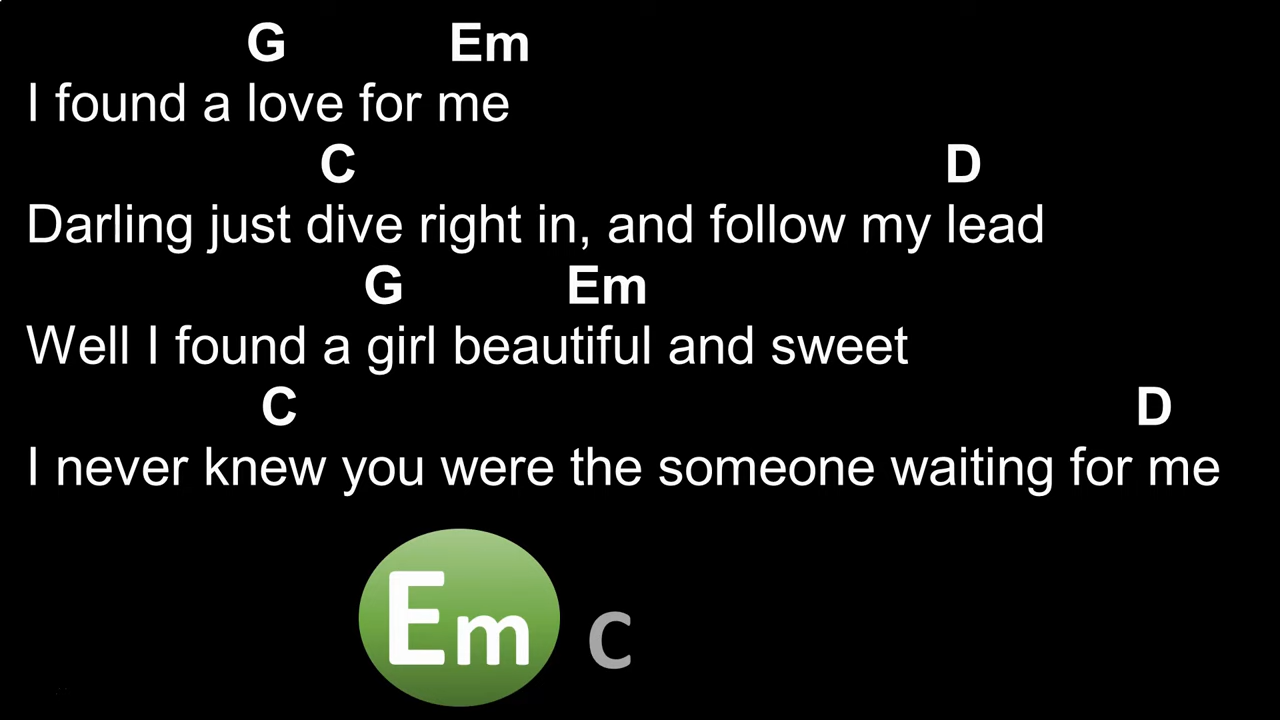 G Em
I found a love for me
C D
Darling just dive right in, and follow my lead
G Em
Well I found a girl beautiful and sweet
C D
I never knew you were the someone waiting for me
Em C